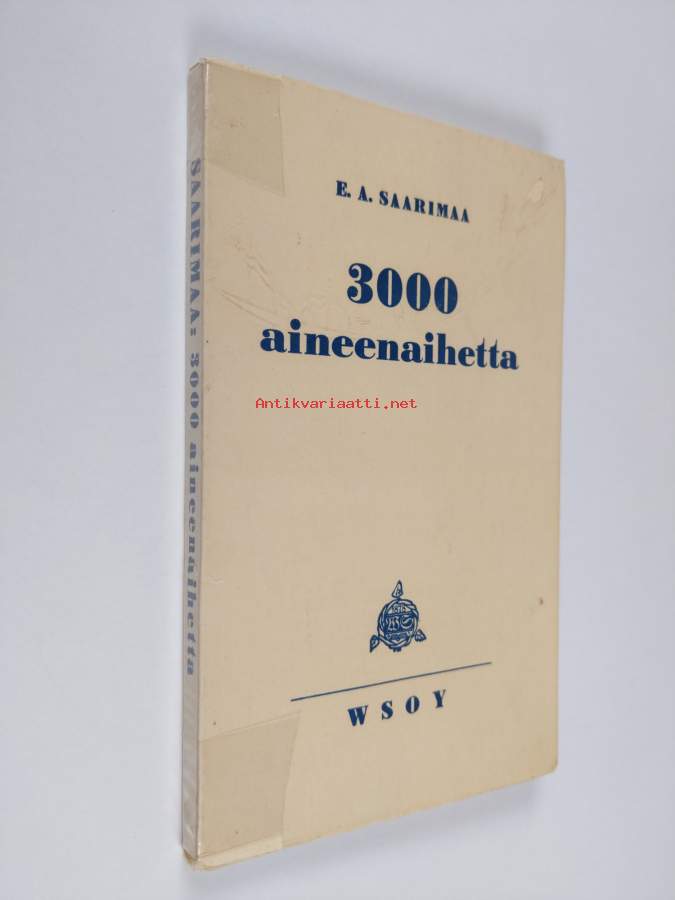 E. A. SAARIMAA
3000
aineenaihetta
Antikvariaatti.net
WSOY
SAARIMAA: 3000 aineenaihetta